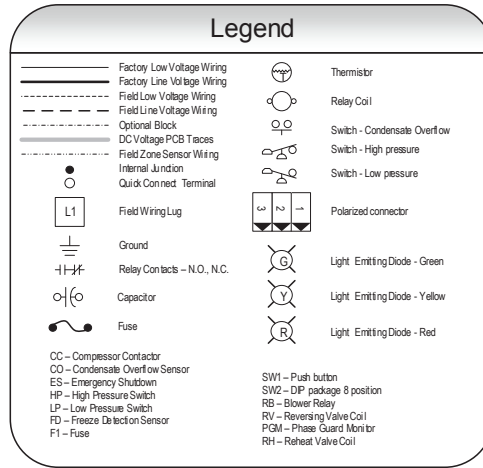 Legend
Factory Low Voltage Wiring
Factory Line Voltage Wiring
Field Low Voltage Wiring
Field Line Voltage Wiring
Optional Block
DC Voltage PCB Traces
Field Zone Sensor Wiring
Internal Junction
Quick Connect Terminal
L1 Field Wiring Lug
Ground
Relay Contacts – N.O., N.C.
Capacitor
Fuse
Thermistor
Relay Coil
Switch - Condensate Overflow
Switch - High pressure
Switch - Low pressure
3 2 1 Polarized connector
G Light Emitting Diode - Green
Y Light Emitting Diode - Yellow
R Light Emitting Diode - Red
CC – Compressor Contactor
CO – Condensate Overflow Sensor
ES – Emergency Shutdown
HP – High Pressure Switch
LP – Low Pressure Switch
FD – Freeze Detection Sensor
F1 – Fuse
SW1 – Push button
SW2 – DIP package 8 position
RB – Blower Relay
RV – Reversing Valve Coil
PGM – Phase Guard Monitor
RH – Reheat Valve Coil